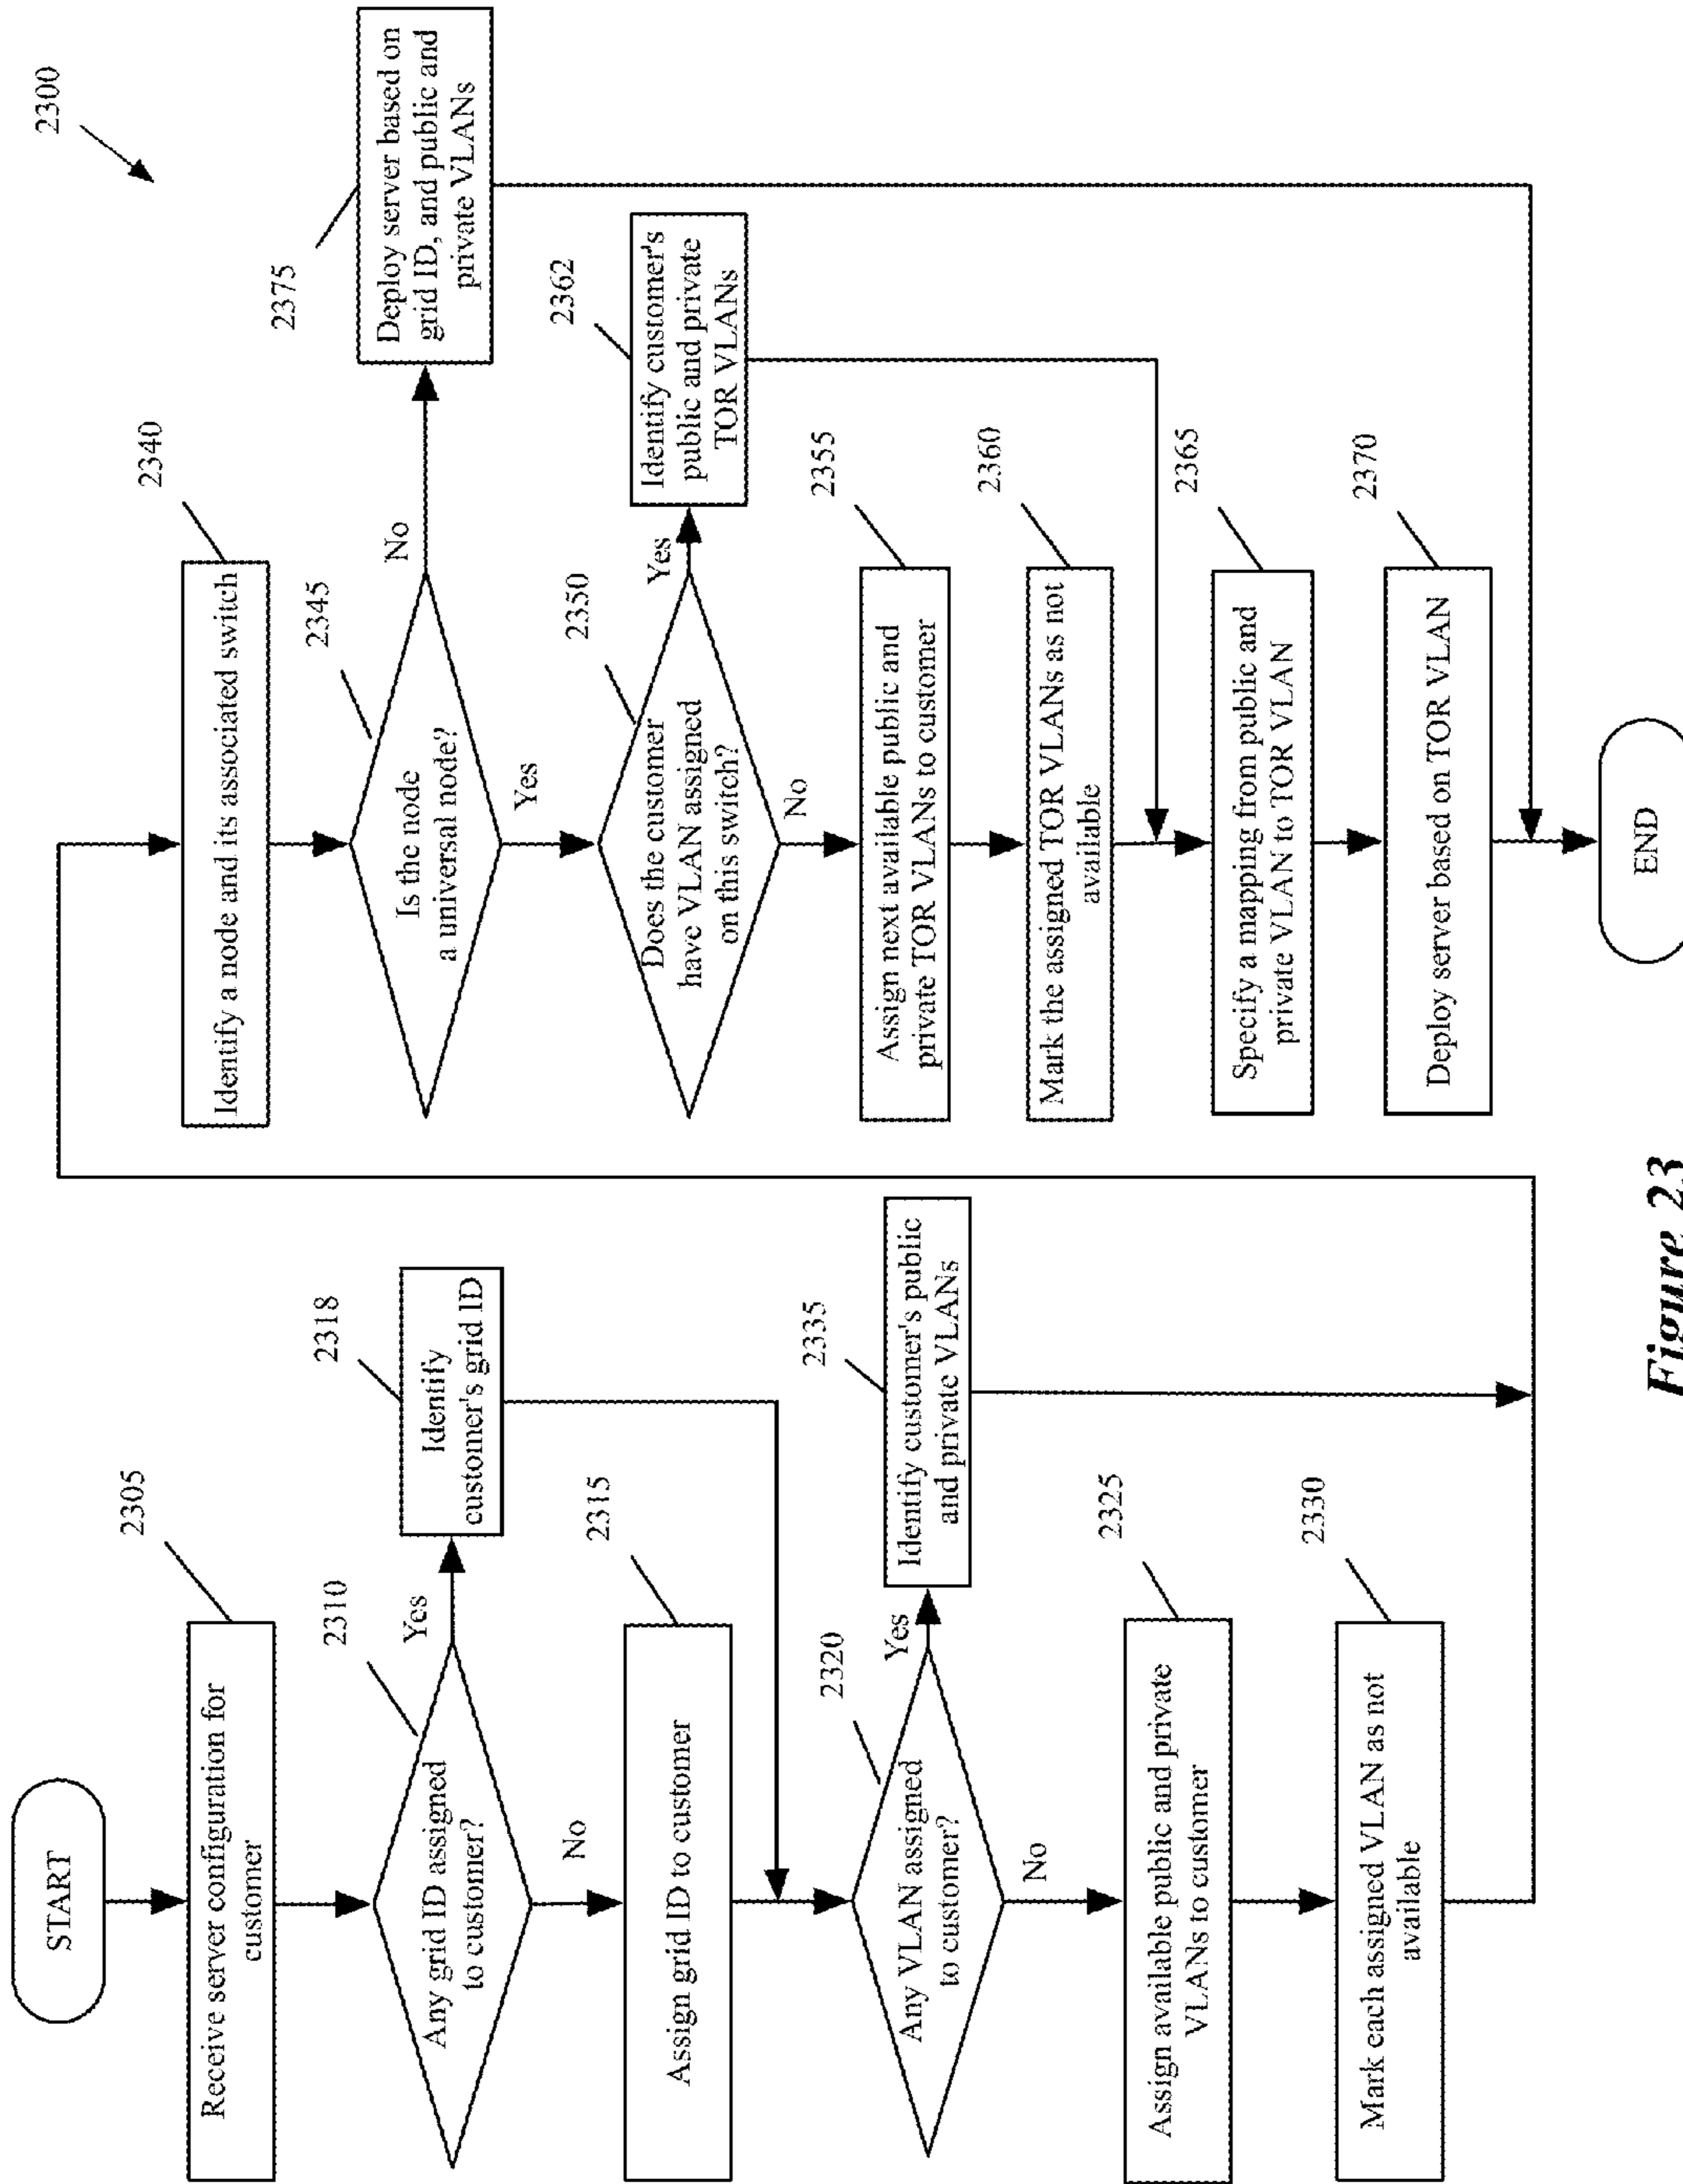 2300
START
2305
Receive server configuration for
customer
2310
Any grid ID assigned
to customer?
Yes
2318
Identify
customer's grid ID
No
2315
Assign grid ID to customer
2320
Any VLAN assigned
to customer?
Yes
2335
Identify customer's public
and private VLANs
No
2325
Assign available public and private
VLANs to customer
2330
Mark each assigned VLAN as not
available
2340
Identify a node and its associated switch
2345
Is the node
a universal node?
No
2375
Deploy server based on
grid ID, and public and
private VLANs
Yes
2350
Does the customer
have VLAN assigned
on this switch?
Yes
2362
Identify customer's
public and private
TOR VLANs
No
2355
Assign next available public and
private TOR VLANs to customer
2360
Mark the assigned TOR VLANs as not
available
2365
Specify a mapping from public and
private VLAN to TOR VLAN
2370
Deploy server based on TOR VLAN
END
Figure 23